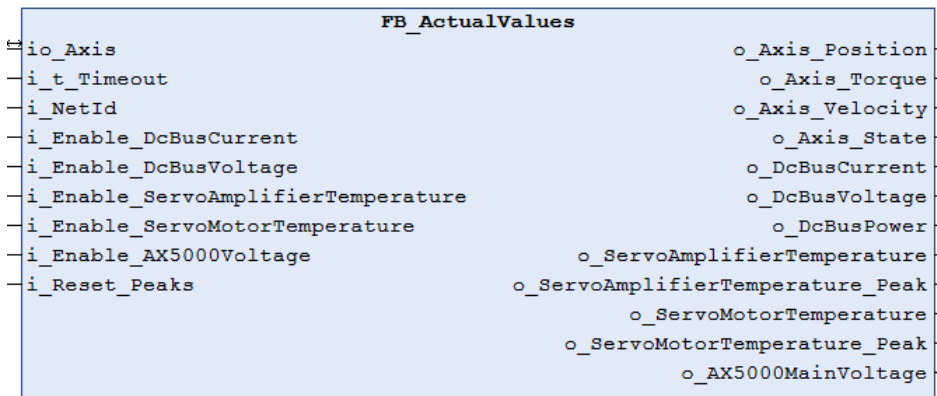 FB_ActualValues
io_Axis o_Axis_Position
i_t_Timeout o_Axis_Torque
i_NetId o_Axis_Velocity
i_Enable_DcBusCurrent o_Axis_State
i_Enable_DcBusVoltage o_DcBusCurrent
i_Enable_ServoAmplifierTemperature o_DcBusVoltage
i_Enable_ServoMotorTemperature o_DcBusPower
i_Enable_AX5000Voltage o_ServoAmplifierTemperature
i_Reset_Peaks o_ServoAmplifierTemperature_Peak
o_ServoMotorTemperature
o_ServoMotorTemperature_Peak
o_AX5000MainVoltage